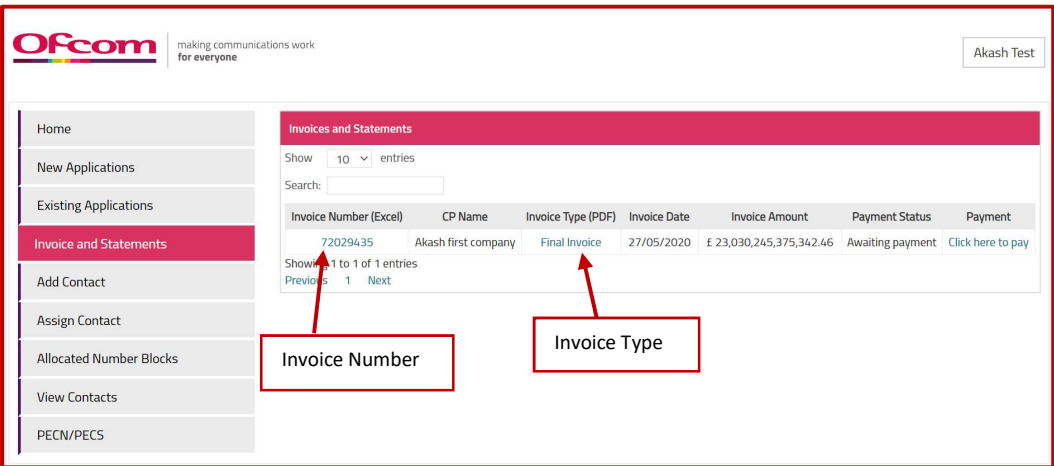 Ofcom
making communications work
for everyone
Akash Test
Home
New Applications
Existing Applications
Invoice and Statements
Add Contact
Assign Contact
Allocated Number Blocks
View Contacts
PECN/PECS
Invoices and Statements
Show 10 entries
Search:
Invoice Number (Excel) CP Name Invoice Type (PDF) Invoice Date Invoice Amount Payment Status Payment
72029435 Akash first company Final Invoice 27/05/2020 £ 23,030,245,375,342.46 Awaiting payment Click here to pay
Showing 1 to 1 of 1 entries
Previous 1 Next
Invoice Number
Invoice Type